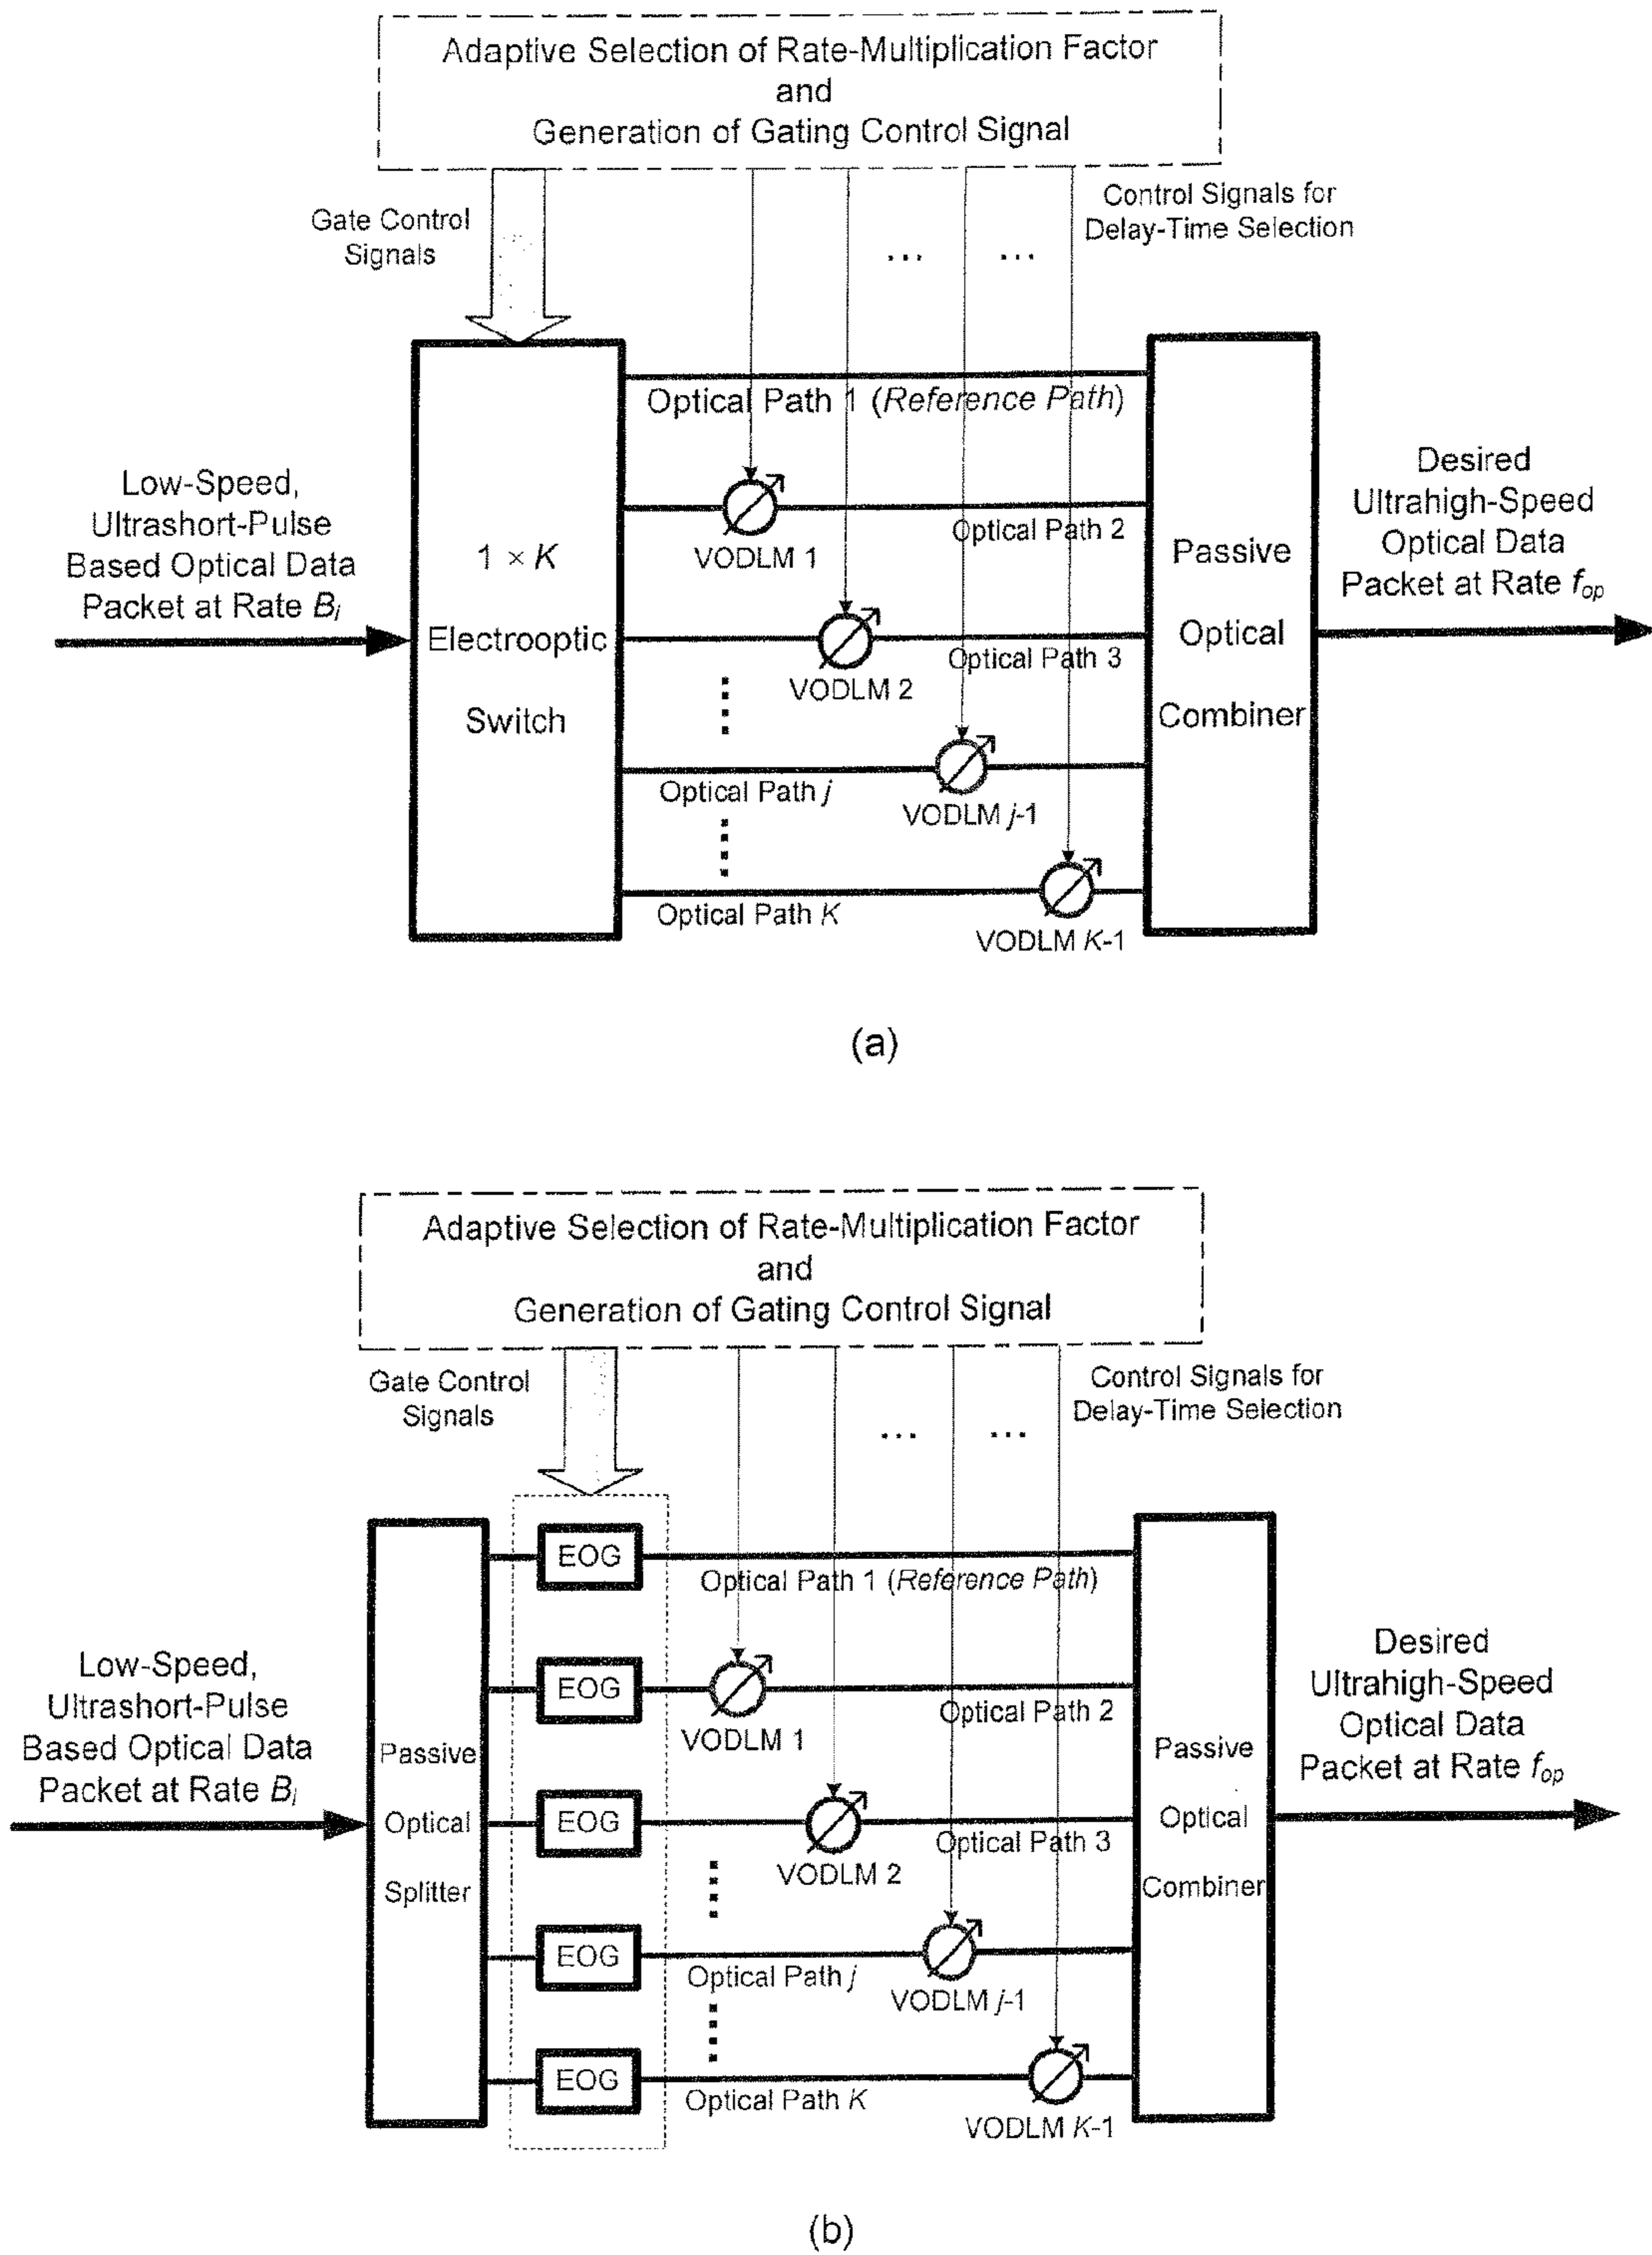 Adaptive Selection of Rate-Multiplication Factor
and
Generation of Gating Control Signal
Gate Control
Signals
Control Signals for
Delay-Time Selection
... ...
Optical Path 1 (Reference Path)
Low-Speed,
Ultrashort-Pulse
Based Optical Data
Packet at Rate Bi
1 × K
Electrooptic
Switch
VODLM 1
Optical Path 2
VODLM 2
Optical Path 3
Optical Path j
VODLM j-1
Optical Path K
VODLM K-1
Passive
Optical
Combiner
Desired
Ultrahigh-Speed
Optical Data
Packet at Rate fop
(a)
Adaptive Selection of Rate-Multiplication Factor
and
Generation of Gating Control Signal
Gate Control
Signals
Control Signals for
Delay-Time Selection
... ...
EOG
Optical Path 1 (Reference Path)
Low-Speed,
Ultrashort-Pulse
Based Optical Data
Packet at Rate Bi
Passive
Optical
Splitter
EOG
VODLM 1
Optical Path 2
EOG
VODLM 2
Optical Path 3
EOG
Optical Path j
VODLM j-1
EOG
Optical Path K
VODLM K-1
Passive
Optical
Combiner
Desired
Ultrahigh-Speed
Optical Data
Packet at Rate fop
(b)